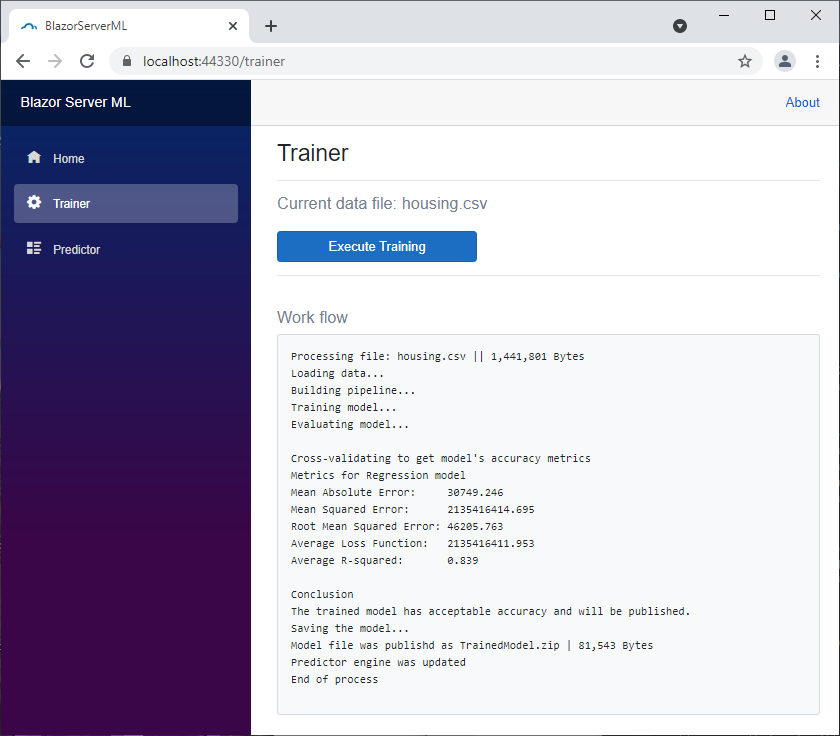 BlazorServerML
localhost:44330/trainer
Blazor Server ML
About
Home
Trainer
Predictor
Trainer
Current data file: housing.csv
Execute Training
Work flow
Processing file: housing.csv || 1,441,801 Bytes
Loading data...
Building pipeline...
Training model...
Evaluating model...
Cross-validating to get model's accuracy metrics
Metrics for Regression model
Mean Absolute Error: 30749.246
Mean Squared Error: 2135416414.695
Root Mean Squared Error: 46205.763
Average Loss Function: 2135416411.953
Average R-squared: 0.839
Conclusion
The trained model has acceptable accuracy and will be published.
Saving the model...
Model file was publishd as TrainedModel.zip | 81,543 Bytes
Predictor engine was updated
End of process